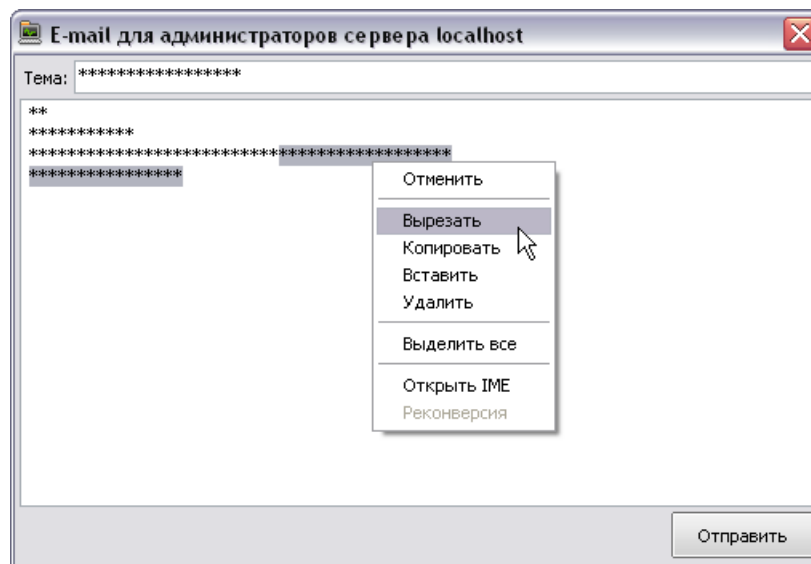 E-mail для администраторов сервера localhost
Тема: *****************
**
***********
********************************************
****************
Отменить
Вырезать
Копировать
Вставить
Удалить
Выделить все
Открыть IME
Реконверсия
Отправить